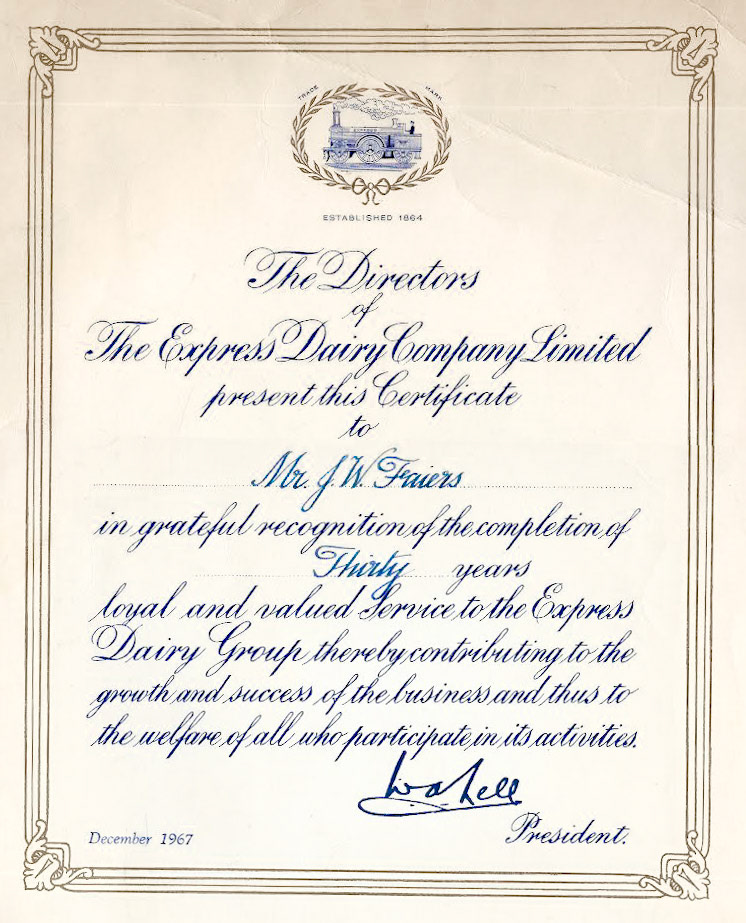 TRADE MARK
ESTABLISHED 1864
The Directors
of
The Express Dairy Company Limited
present this Certificate
to
Mr. J. W. Faiers
in grateful recognition of the completion of
Thirty years
loyal and valued Service to the Express
Dairy Group, thereby contributing to the
growth and success of the business and thus to
the welfare of all who participate in its activities.
President.
December 1967